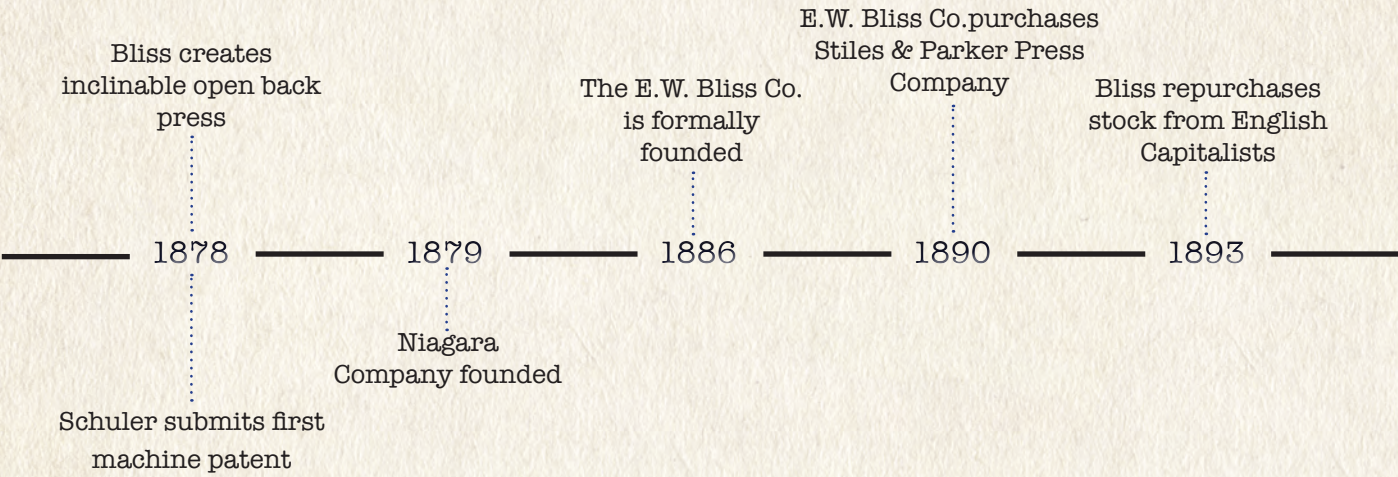 Bliss creates
inclinable open back
press
The E.W. Bliss Co.
is formally
founded
E.W. Bliss Co.purchases
Stiles & Parker Press
Company
Bliss repurchases
stock from English
Capitalists
1878
1879
1886
1890
1893
Niagara
Company founded
Schuler submits first
machine patent